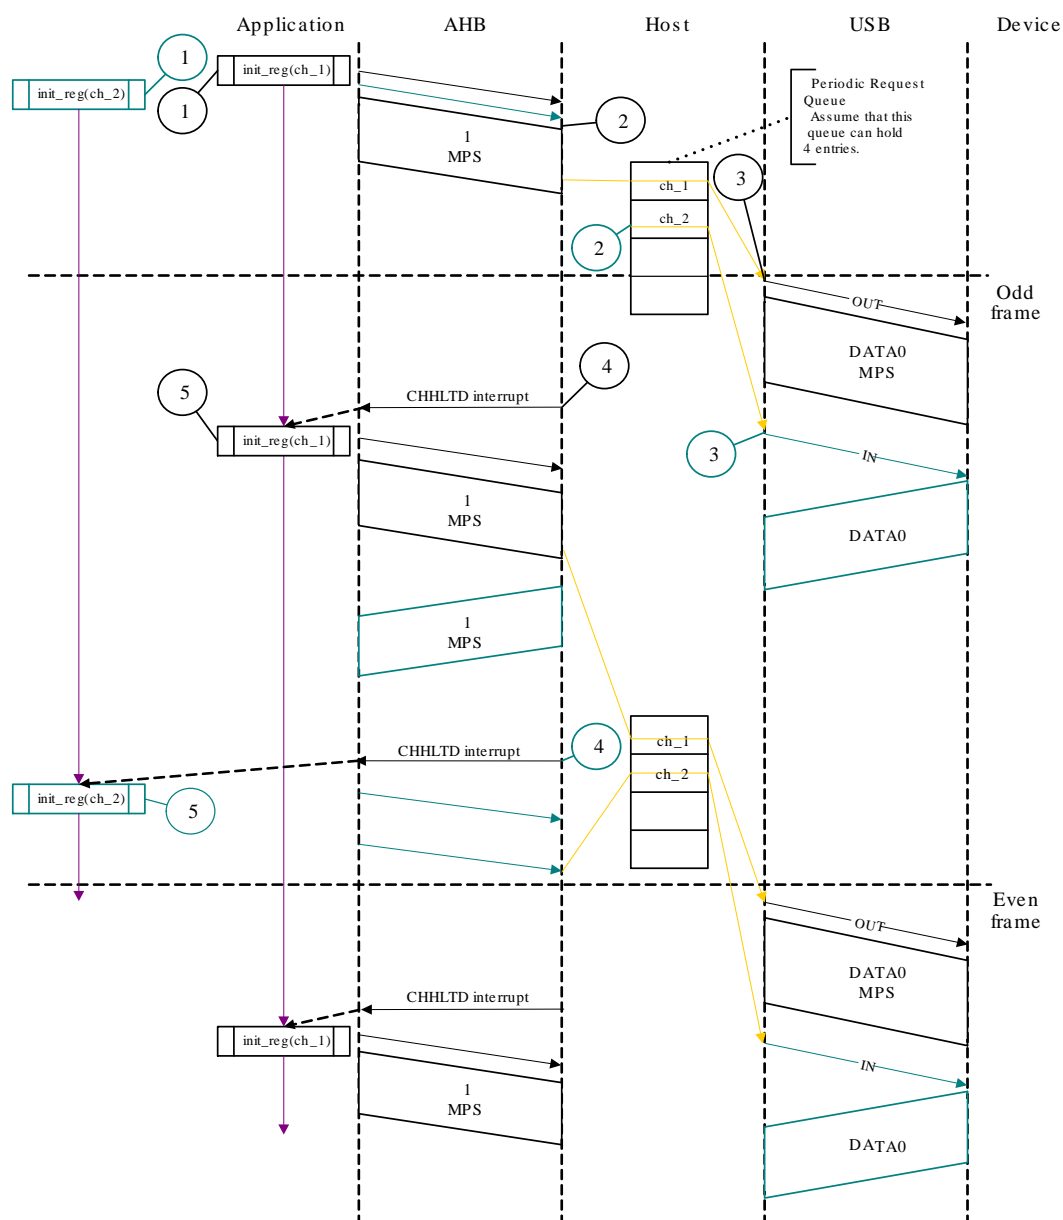 Application
AHB
Host
USB
Device
1
init_reg(ch_1)
init_reg(ch_2)
1
Periodic Request
Queue
Assume that this
queue can hold
4 entries.
2
1
MPS
3
ch_1
ch_2
2
Odd
frame
OUT
DATA0
MPS
4
5
CHHLTD interrupt
init_reg(ch_1)
3
IN
1
MPS
DATA0
1
MPS
4
CHHLTD interrupt
ch_1
ch_2
init_reg(ch_2)
5
Even
frame
OUT
DATA0
MPS
CHHLTD interrupt
init_reg(ch_1)
IN
1
MPS
DATA0